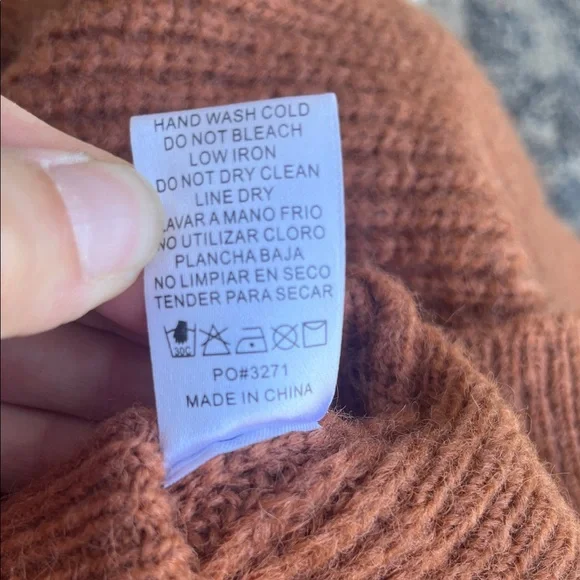 HAND WASH COLD
DO NOT BLEACH
LOW IRON
DO NOT DRY CLEAN
LINE DRY
LAVAR A MANO FRIO
NO UTILIZAR CLORO
PLANCHA BAJA
NO LIMPIAR EN SECO
TENDER PARA SECAR
30C
PO#3271
MADE IN CHINA